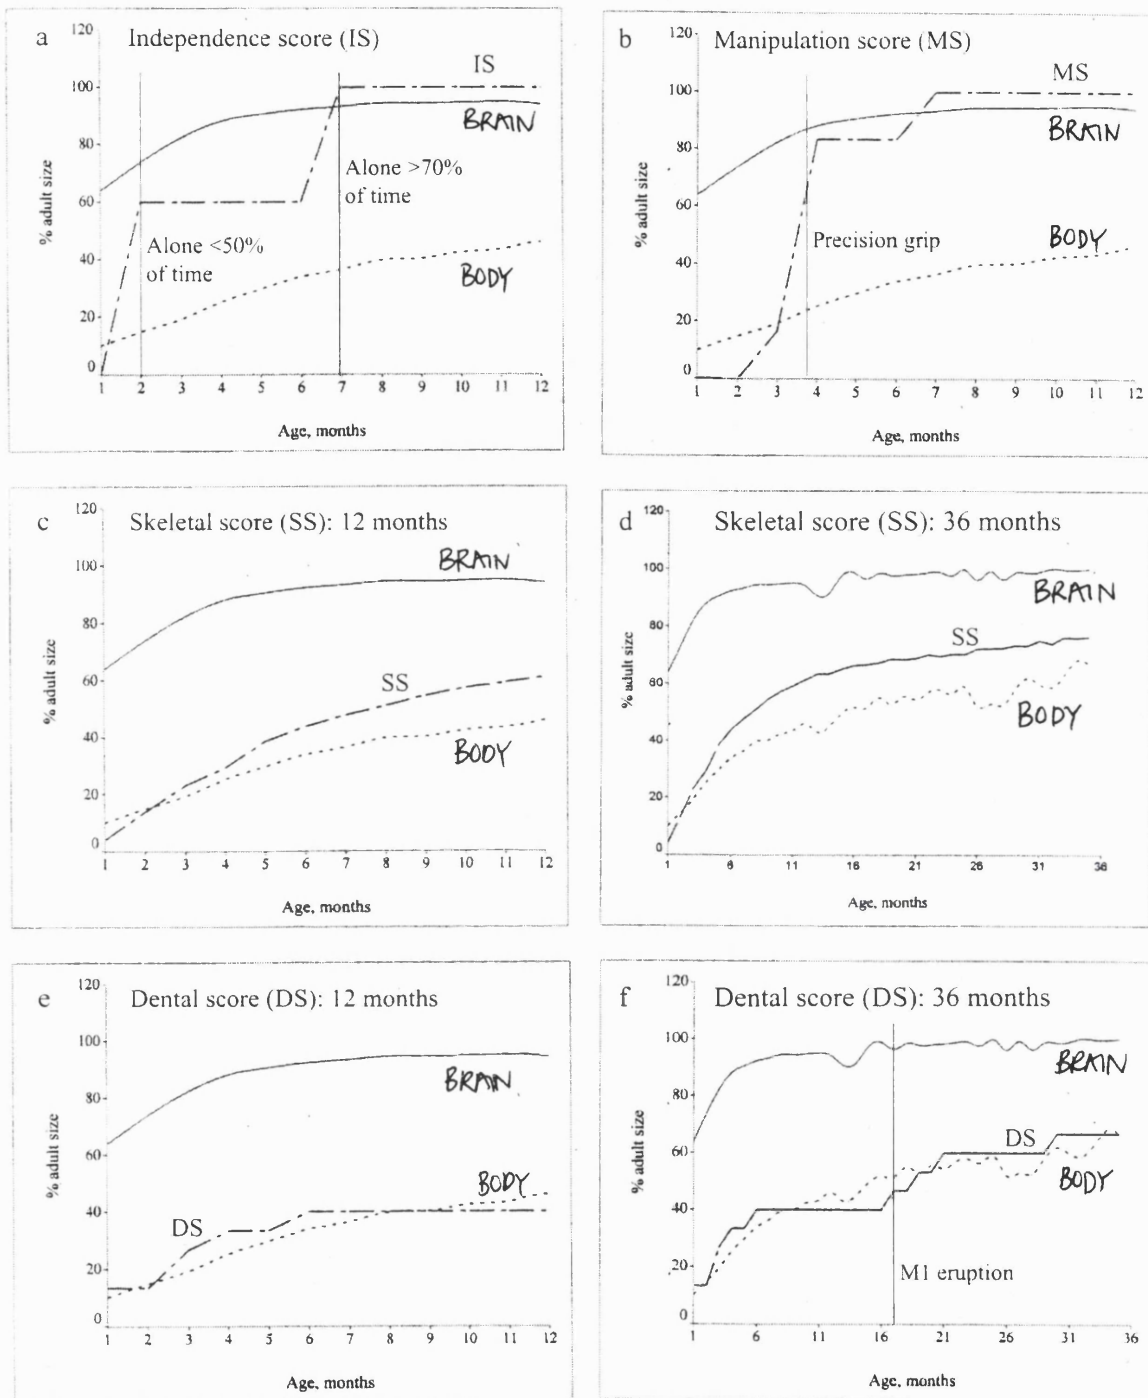 a Independence score (IS)
120
100
80
60
40
20
0
% adult size
IS
BRAIN
Alone >70%
of time
Alone <50%
of time
BODY
1 2 3 4 5 6 7 8 9 10 11 12
Age, months
b Manipulation score (MS)
120
100
80
60
40
20
0
% adult size
MS
BRAIN
Precision grip
BODY
1 2 3 4 5 6 7 8 9 10 11 12
Age, months
c Skeletal score (SS): 12 months
120
100
80
60
40
20
0
% adult size
BRAIN
SS
BODY
1 2 3 4 5 6 7 8 9 10 11 12
Age, months
d Skeletal score (SS): 36 months
120
100
80
60
40
20
0
% adult size
BRAIN
SS
BODY
1 6 11 16 21 26 31 36
Age, months
e Dental score (DS): 12 months
120
100
80
60
40
20
0
% adult size
BRAIN
BODY
DS
1 2 3 4 5 6 7 8 9 10 11 12
Age, months
f Dental score (DS): 36 months
120
100
80
60
40
20
0
% adult size
BRAIN
DS
BODY
M1 eruption
1 6 11 16 21 26 31 36
Age, months